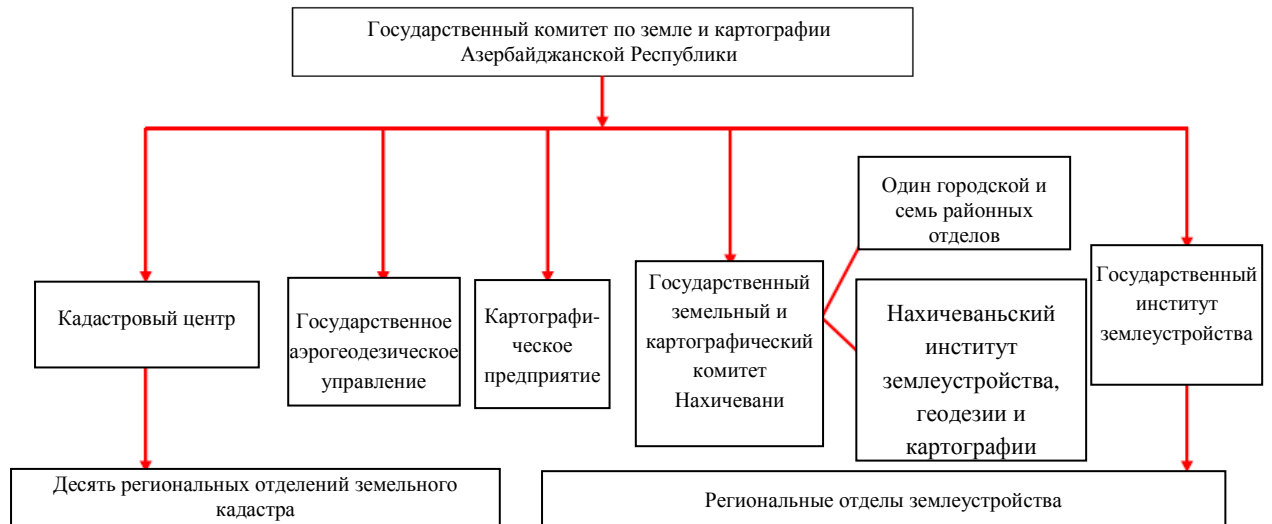 Государственный комитет по земле и картографии
Азербайджанской Республики
Один городской и
семь районных
отделов
Кадастровый центр
Государственное
аэрогеодезическое
управление
Картографи-
ческое
предприятие
Государственный
земельный и
картографический
комитет
Нахичевани
Нахичеваньский
институт
землеустройства,
геодезии и
картографии
Государственный
институт
землеустройства
Десять региональных отделений земельного
кадастра
Региональные отделы землеустройства